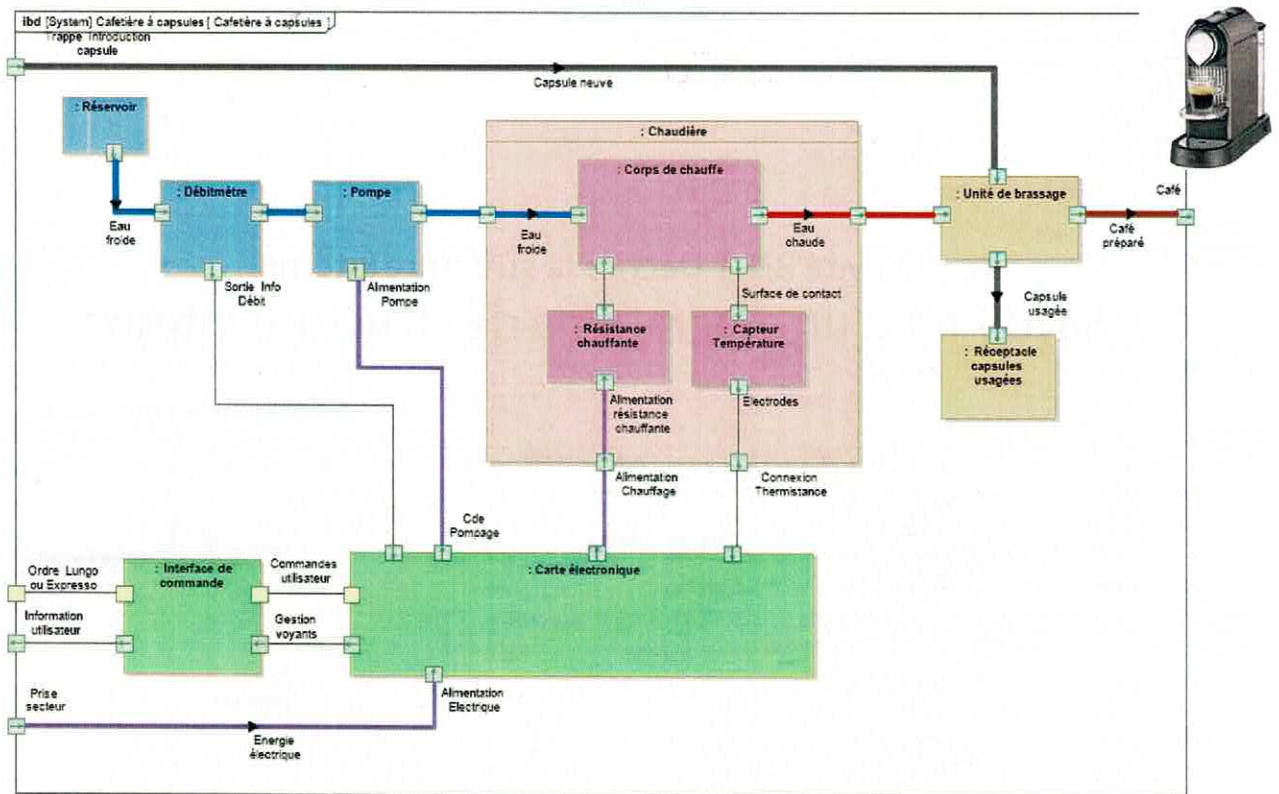 ibd [System] Cafetière à capsules [ Cafetière à capsules ]
Trappe Introduction
capsule
Capsule neuve
: Réservoir
: Chaudière
: Débitmètre
: Pompe
: Corps de chauffe
: Unité de brassage
Café
Eau
froide
Eau
froide
Eau
chaude
Café
préparé
Sortie Info
Débit
Alimentation
Pompe
Surface de contact
Capsule
usagée
: Résistance
chauffante
: Capteur
Température
: Réceptacle
capsules
usagées
Alimentation
résistance
chauffante
Electrodes
Alimentation
Chauffage
Connexion
Thermistance
Cde
Pompage
Ordre Lungo
ou Expresso
: Interface de
commande
Commandes
utilisateur
: Carte électronique
Information
utilisateur
Gestion
voyants
Prise
secteur
Alimentation
Electrique
Energie
électrique